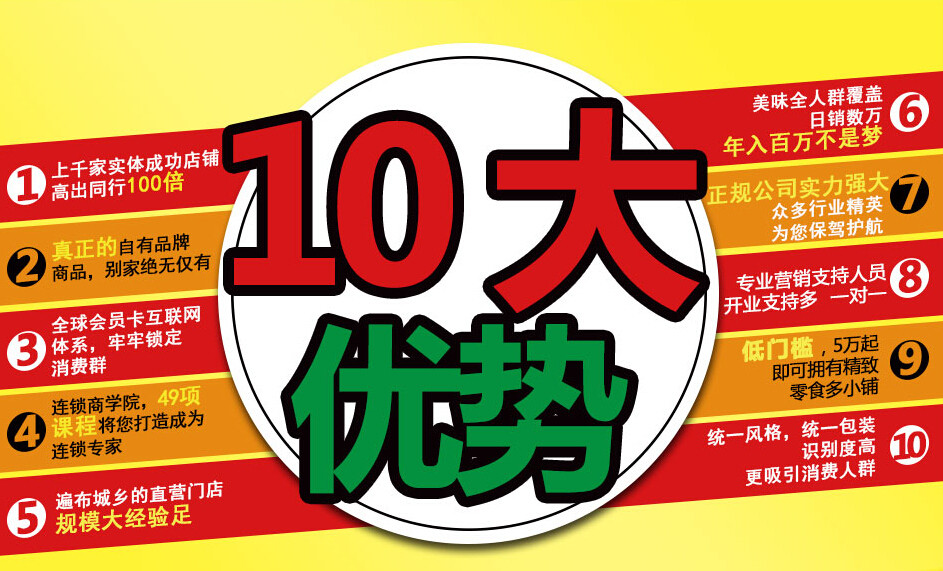 10大
优势
1
上千家实体成功店铺
高出同行100倍
2
真正的自有品牌
商品，别家绝无仅有
3
全球会员卡互联网
体系，牢牢锁定
消费群
4
连锁商学院，49项
课程将您打造成为
连锁专家
5
遍布城乡的直营门店
规模大经验足
6
美味全人群覆盖
日销数万
年入百万不是梦
7
正规公司实力强大
众多行业精英
为您保驾护航
8
专业营销支持人员
开业支持多 一对一
9
低门槛，5万起
即可拥有精致
零食多小铺
10
统一风格，统一包装
识别度高
更吸引消费人群